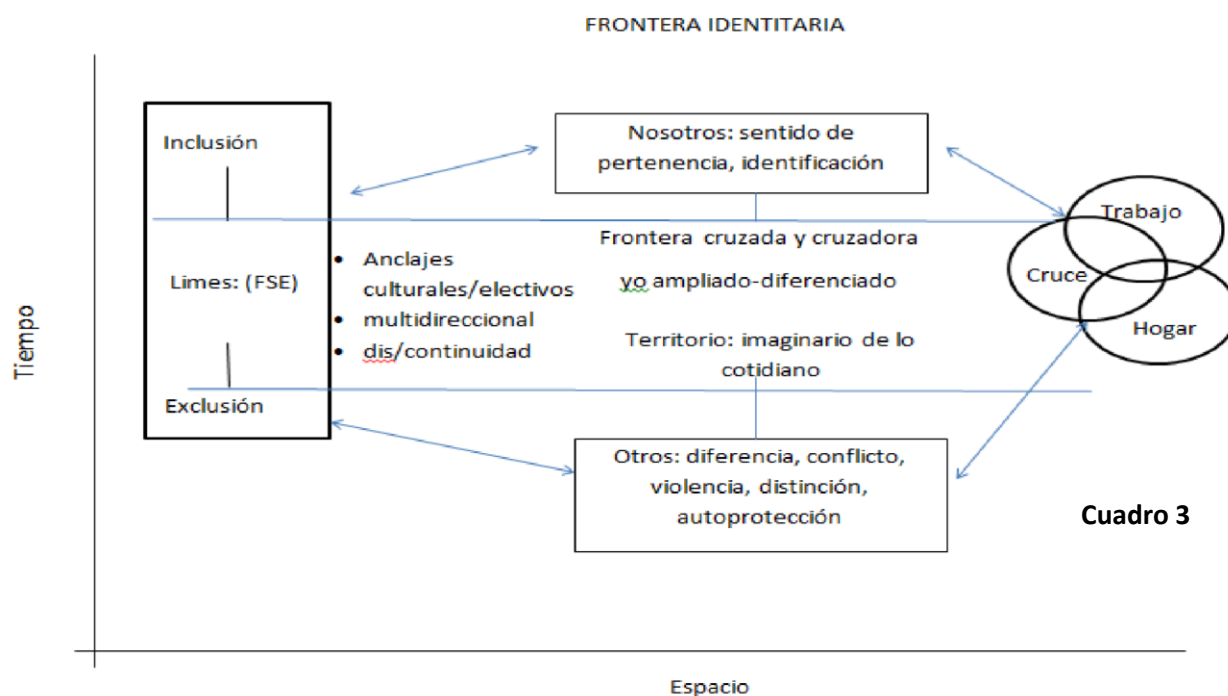 FRONTERA IDENTITARIA
Tiempo
Inclusión
Limes: (FSE)
Exclusión
• Anclajes
culturales/electivos
• multidireccional
• dis/continuidad
Nosotros: sentido de
pertenencia, identificación
Frontera cruzada y cruzadora
yo ampliado-diferenciado
Territorio: imaginario de lo
cotidiano
Otros: diferencia, conflicto,
violencia, distinción,
autoprotección
Trabajo
Cruce
Hogar
Cuadro 3
Espacio